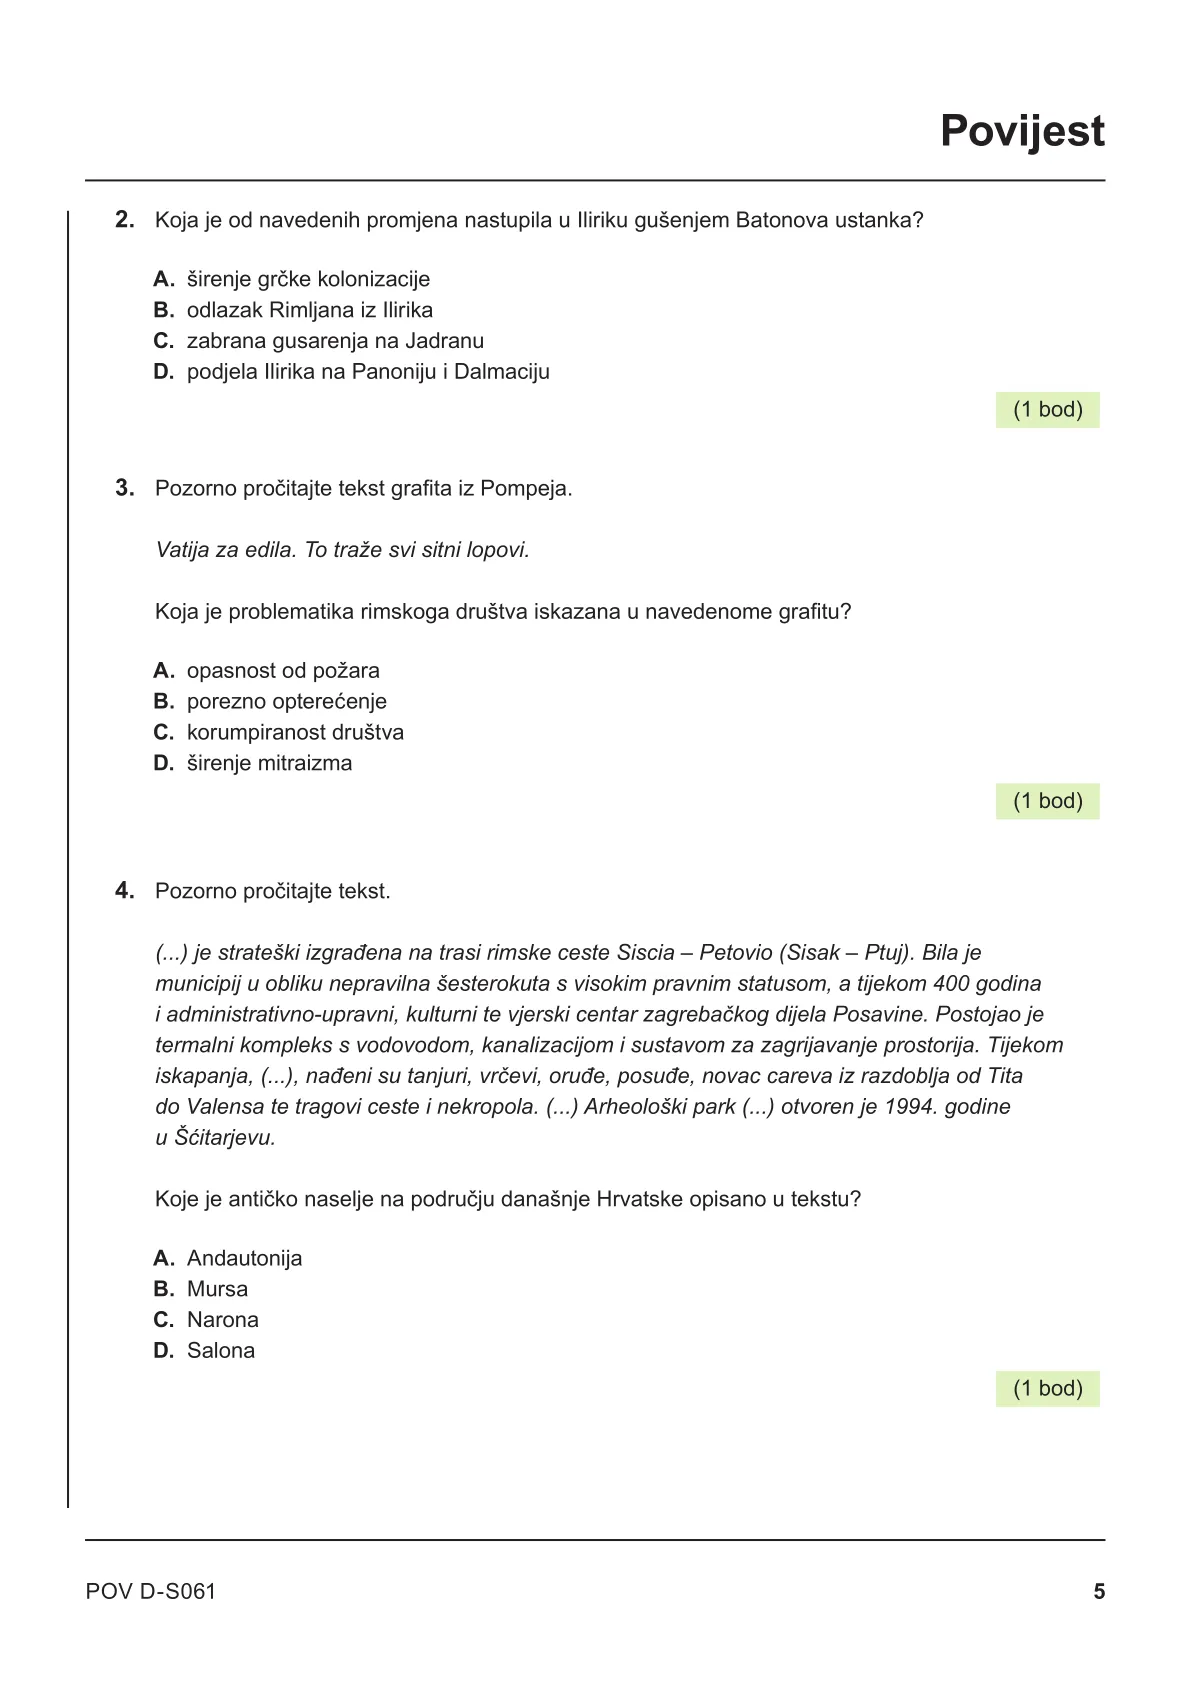 Povijest
2. Koja je od navedenih promjena nastupila u Iliriku gušenjem Batonova ustanka?
A. širenje grčke kolonizacije
B. odlazak Rimljana iz Ilirika
C. zabrana gusarenja na Jadranu
D. podjela Ilirika na Panoniju i Dalmaciju
(1 bod)
3. Pozorno pročitajte tekst grafita iz Pompeja.
Vatija za edila. To traže svi sitni lopovi.
Koja je problematika rimskoga društva iskazana u navedenome grafitu?
A. opasnost od požara
B. porezno opterećenje
C. korumpiranost društva
D. širenje mitraizma
(1 bod)
4. Pozorno pročitajte tekst.
(...) je strateški izgrađena na trasi rimske ceste Siscia – Petovio (Sisak – Ptuj). Bila je
municipij u obliku nepravilna šesterokuta s visokim pravnim statusom, a tijekom 400 godina
i administrativno-upravni, kulturni te vjerski centar zagrebačkog dijela Posavine. Postojao je
termalni kompleks s vodovodom, kanalizacijom i sustavom za zagrijavanje prostorija. Tijekom
iskapanja, (...), nađeni su tanjuri, vrčevi, oruđe, posuđe, novac careva iz razdoblja od Tita
do Valensa te tragovi ceste i nekropola. (...) Arheološki park (...) otvoren je 1994. godine
u Šćitarjevu.
Koje je antičko naselje na području današnje Hrvatske opisano u tekstu?
A. Andautonija
B. Mursa
C. Narona
D. Salona
(1 bod)
POV D-S061
5